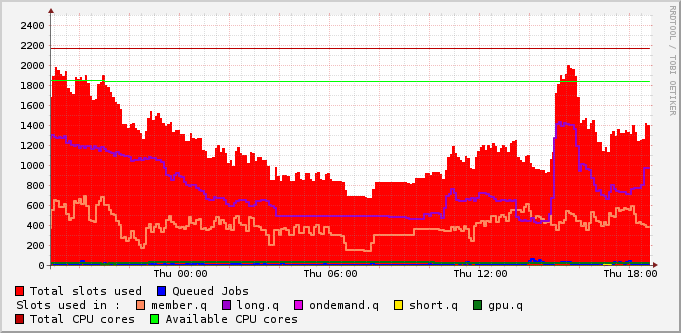 RRDTOOL / TOBI OETIKER
2400
2200
2000
1800
1600
1400
1200
1000
800
600
400
200
0
Thu 00:00 Thu 06:00 Thu 12:00 Thu 18:00
Total slots used Queued Jobs
Slots used in : member.q long.q ondemand.q short.q gpu.q
Total CPU cores Available CPU cores